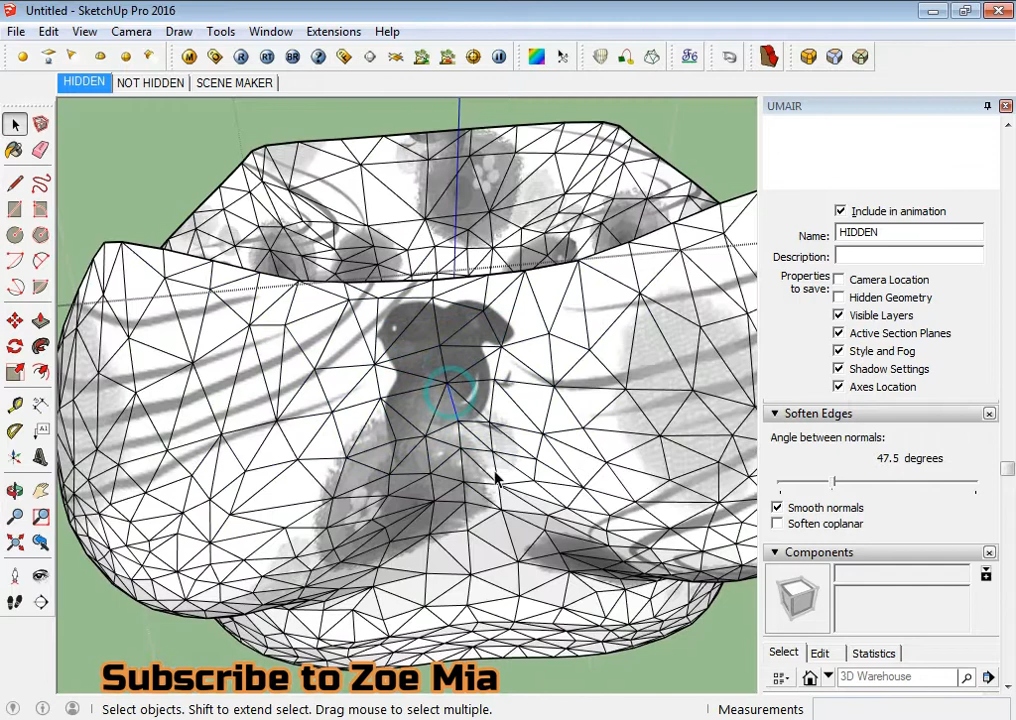 Untitled - SketchUp Pro 2016
File Edit View Camera Draw Tools Window Extensions Help
M R RT BR
HIDDEN NOT HIDDEN SCENE MAKER
UMAIR
Include in animation
Name: HIDDEN
Description:
Properties to save:
Camera Location
Hidden Geometry
Visible Layers
Active Section Planes
Style and Fog
Shadow Settings
Axes Location
Soften Edges
Angle between normals:
47.5 degrees
Smooth normals
Soften coplanar
Components
Select Edit Statistics
3D Warehouse
Subscribe to Zoe Mia
Select objects. Shift to extend select. Drag mouse to select multiple.
Measurements